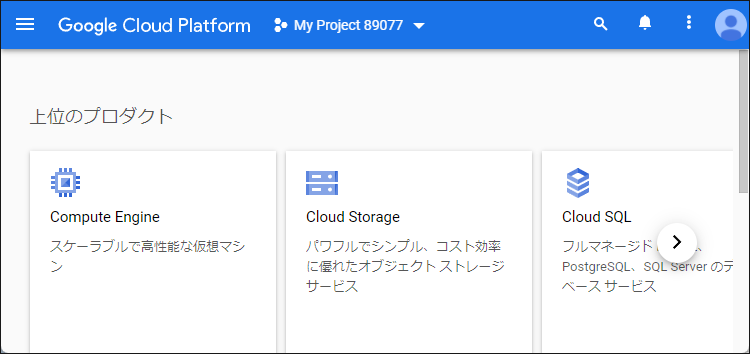 Google Cloud Platform My Project 89077
上位のプロダクト
Compute Engine
スケーラブルで高性能な仮想マシ
ン
Cloud Storage
パワフルでシンプル、コスト効率
に優れたオブジェクト ストレージ
サービス
Cloud SQL
フルマネージド
PostgreSQL、SQL Server のデ
ベース サービス